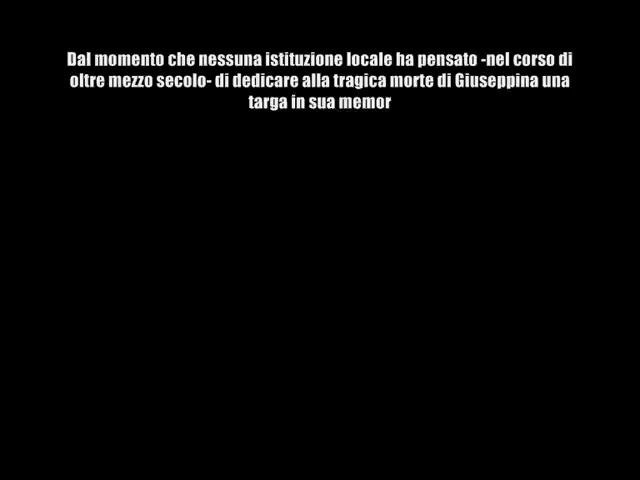 Dal momento che nessuna istituzione locale ha pensato -nel corso di
oltre mezzo secolo- di dedicare alla tragica morte di Giuseppina una
targa in sua memor